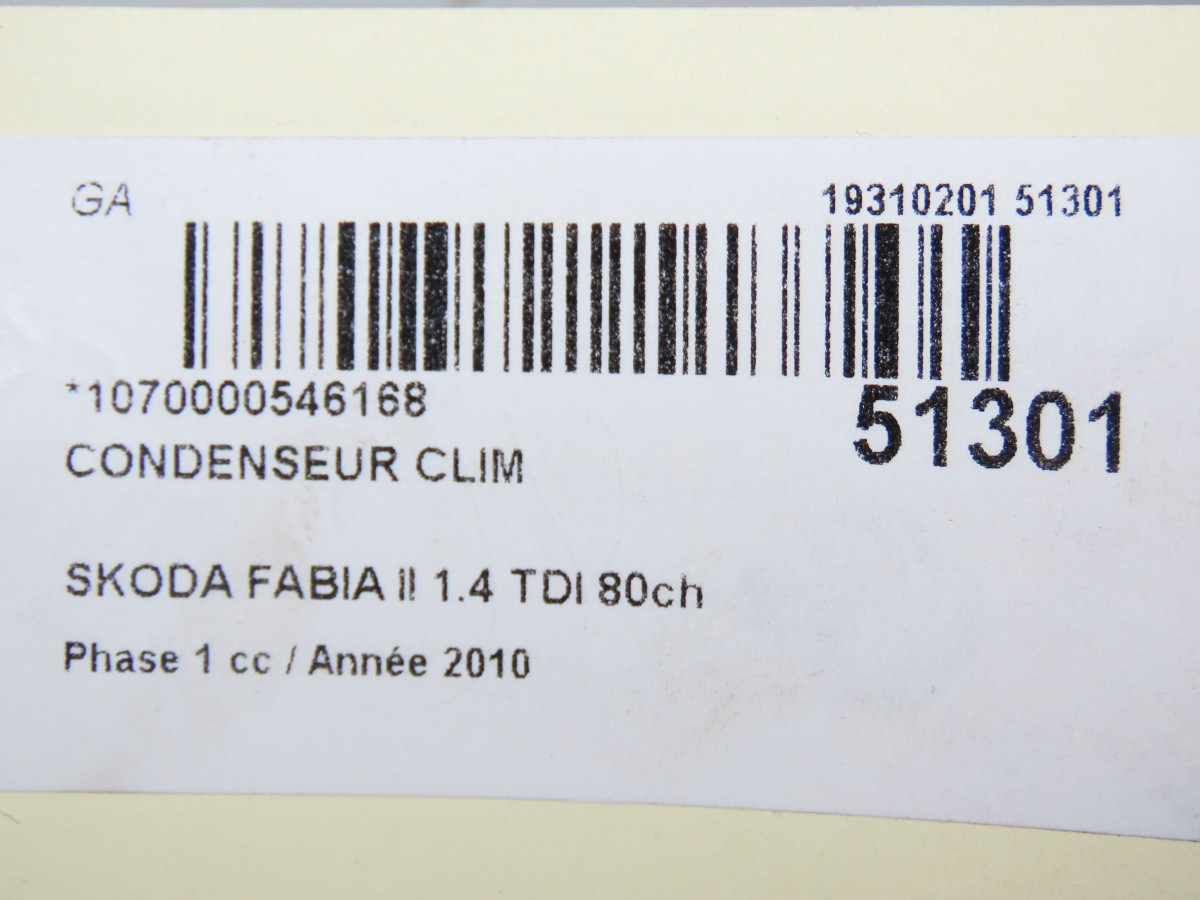 GA
19310201 51301
*1070000546168
51301
CONDENSEUR CLIM
SKODA FABIA II 1.4 TDI 80ch
Phase 1 cc / Année 2010